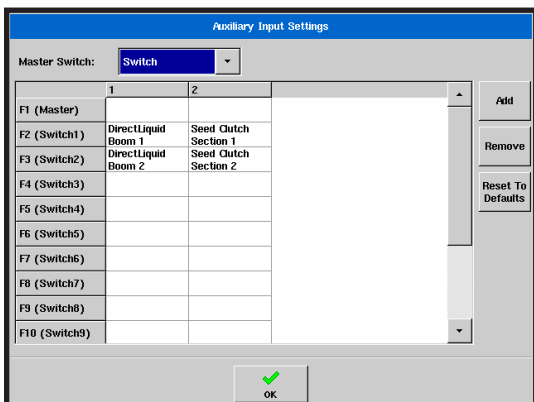 Auxiliary Input Settings
Master Switch: Switch
1 2
Add
F1 (Master)
F2 (Switch1) DirectLiquid Boom 1 Seed Clutch Section 1
Remove
F3 (Switch2) DirectLiquid Boom 2 Seed Clutch Section 2
F4 (Switch3)
Reset To
Defaults
F5 (Switch4)
F6 (Switch5)
F7 (Switch6)
F8 (Switch7)
F9 (Switch8)
F10 (Switch9)
OK